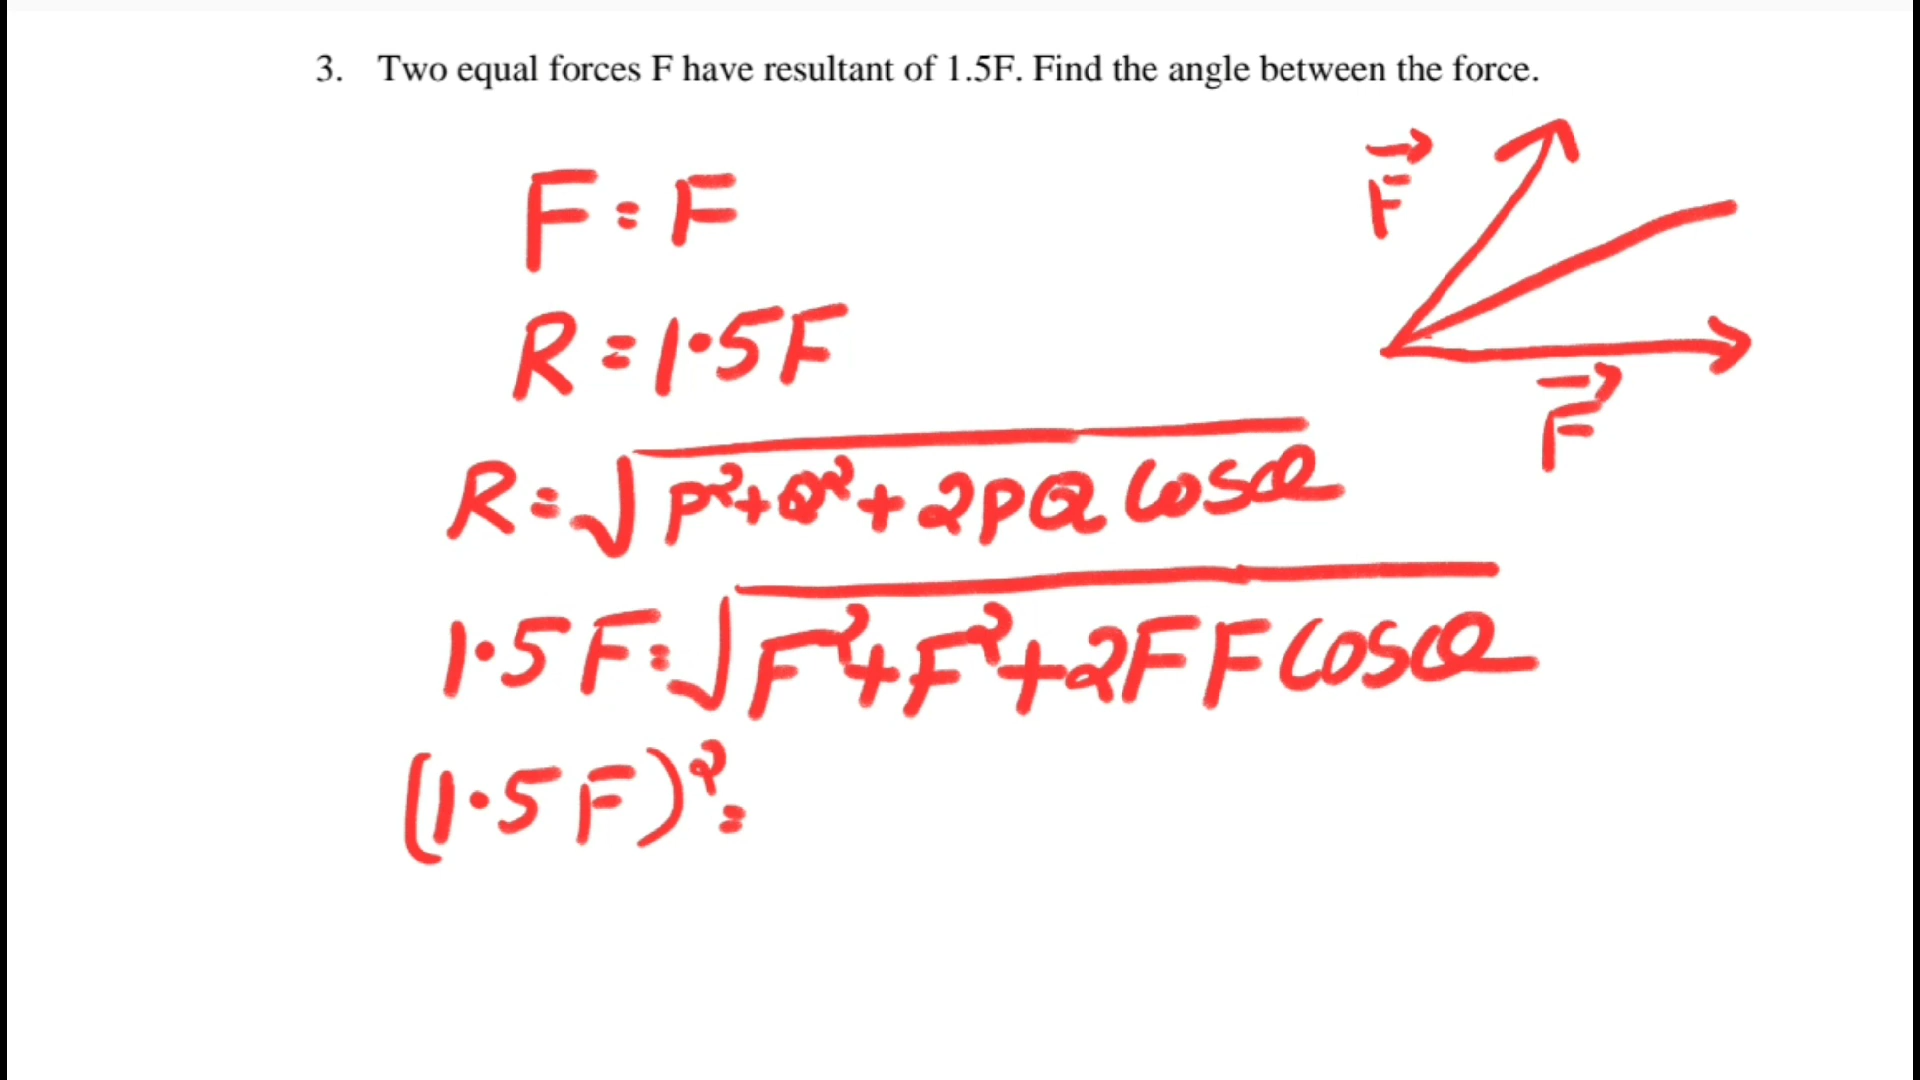 3. Two equal forces F have resultant of 1.5F. Find the angle between the force.
F = F
R = 1.5F
R = √P²+Q²+2PQ Cosα
1.5F = √F²+F²+2FF Cosα
(1.5F)² =
F⃗
F⃗